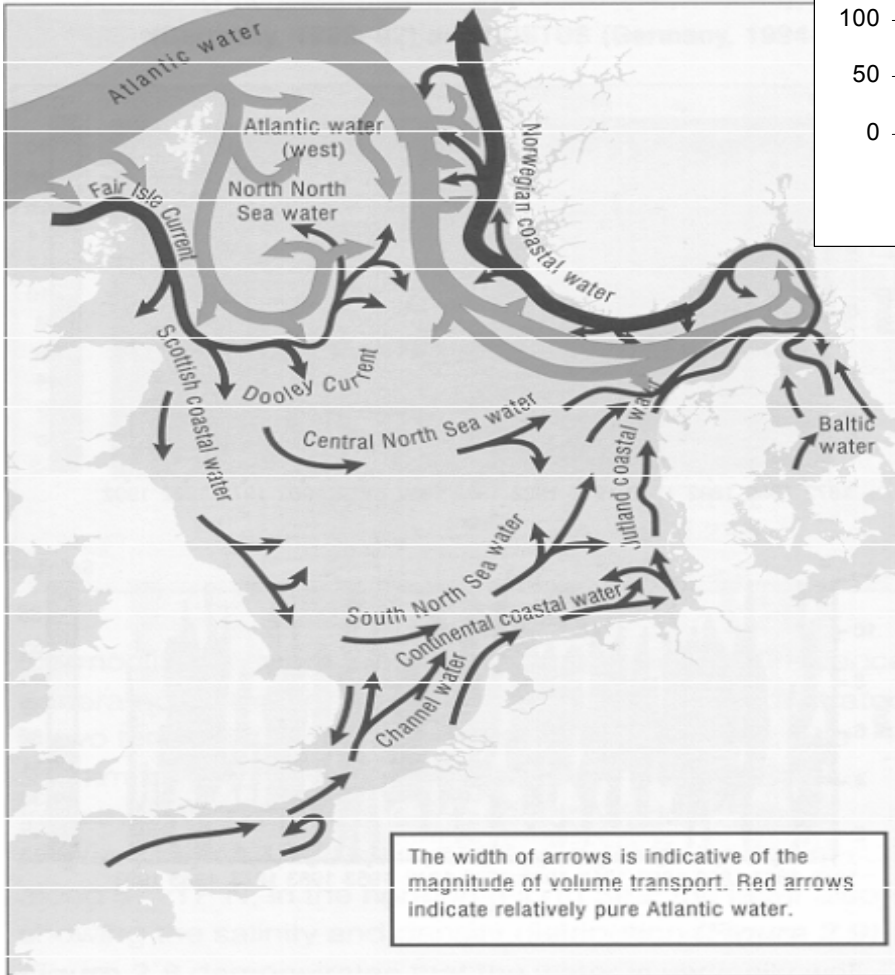 100
50
0
Atlantic water
Atlantic water
(west)
North North
Sea water
Fair Isle Current
Norwegian coastal water
Scottish coastal water
Dooley Current
Central North Sea water
Jutland coastal water
Baltic
water
South North Sea water
Continental coastal water
Channel water
The width of arrows is indicative of the
magnitude of volume transport. Red arrows
indicate relatively pure Atlantic water.